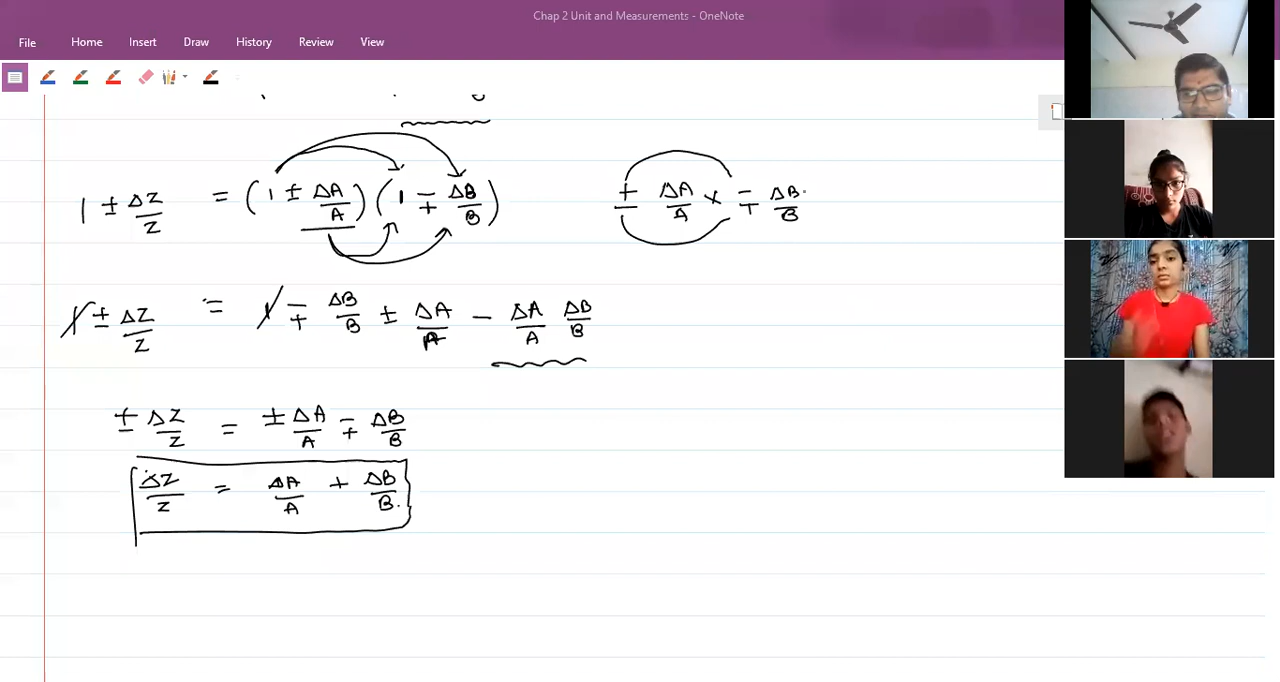 Chap 2 Unit and Measurements - OneNote
File Home Insert Draw History Review View
1 ± ΔZ/Z = (1 ± ΔA/A)(1 ∓ ΔB/B)
± ΔA/A × ∓ ΔB/B
1 ± ΔZ/Z = 1 ∓ ΔB/B ± ΔA/A - ΔA/A ΔB/B
± ΔZ/Z = ± ΔA/A ∓ ΔB/B
ΔZ/Z = ΔA/A + ΔB/B.